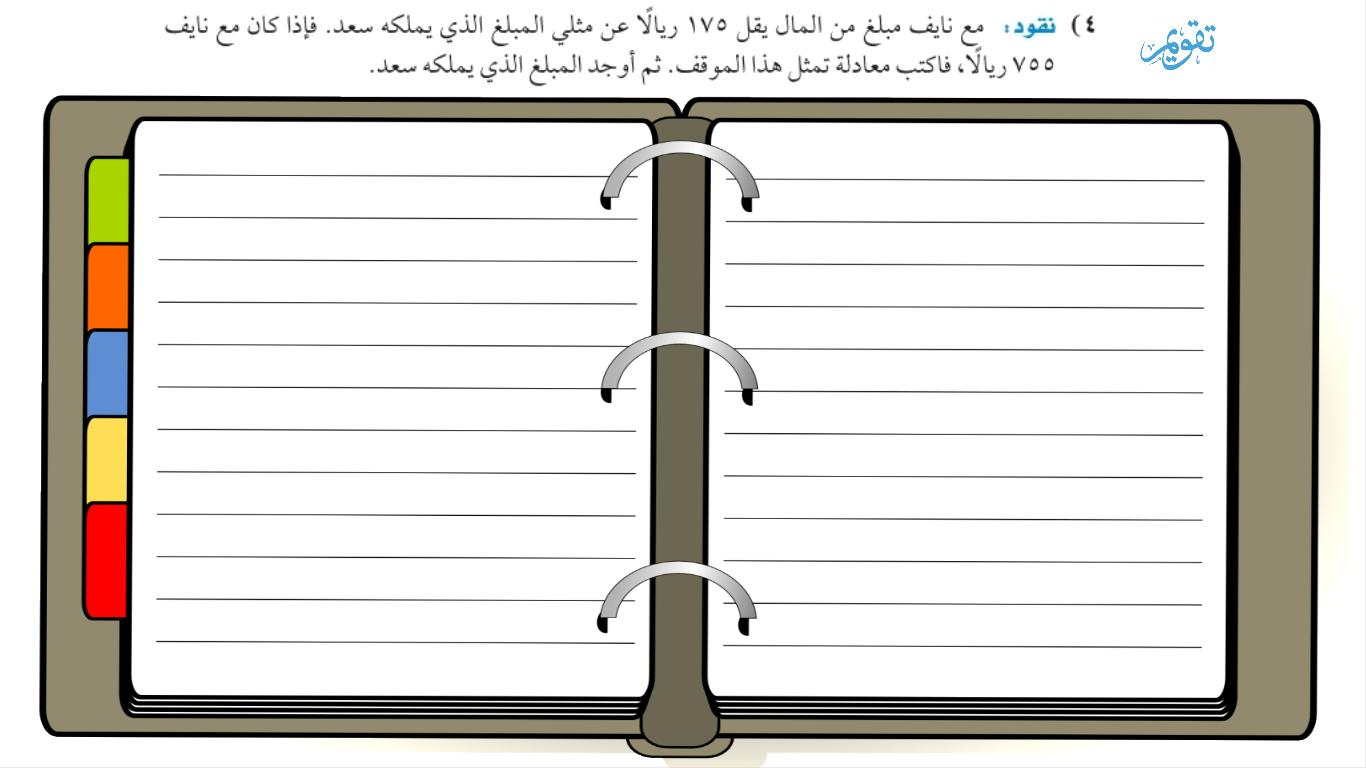 تقويم
٤) نقود: مع نايف مبلغ من المال يقل ١٧٥ ريالًا عن مثلي المبلغ الذي يملكه سعد. فإذا كان مع نايف
٧٥٥ ريالًا، فاكتب معادلة تمثل هذا الموقف. ثم أوجد المبلغ الذي يملكه سعد.